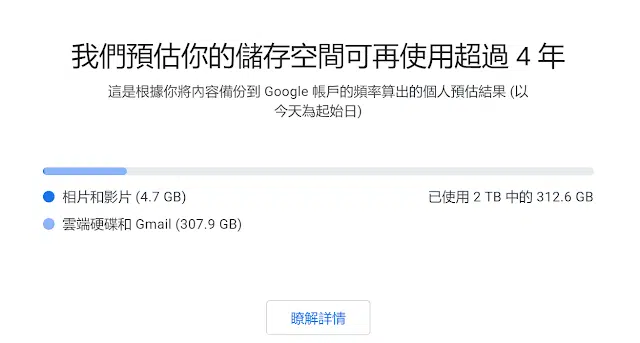 我們預估你的儲存空間可再使用超過 4 年
這是根據你將內容備份到 Google 帳戶的頻率算出的個人預估結果 (以
今天為起始日)
相片和影片 (4.7 GB)
已使用 2 TB 中的 312.6 GB
雲端硬碟和 Gmail (307.9 GB)
瞭解詳情